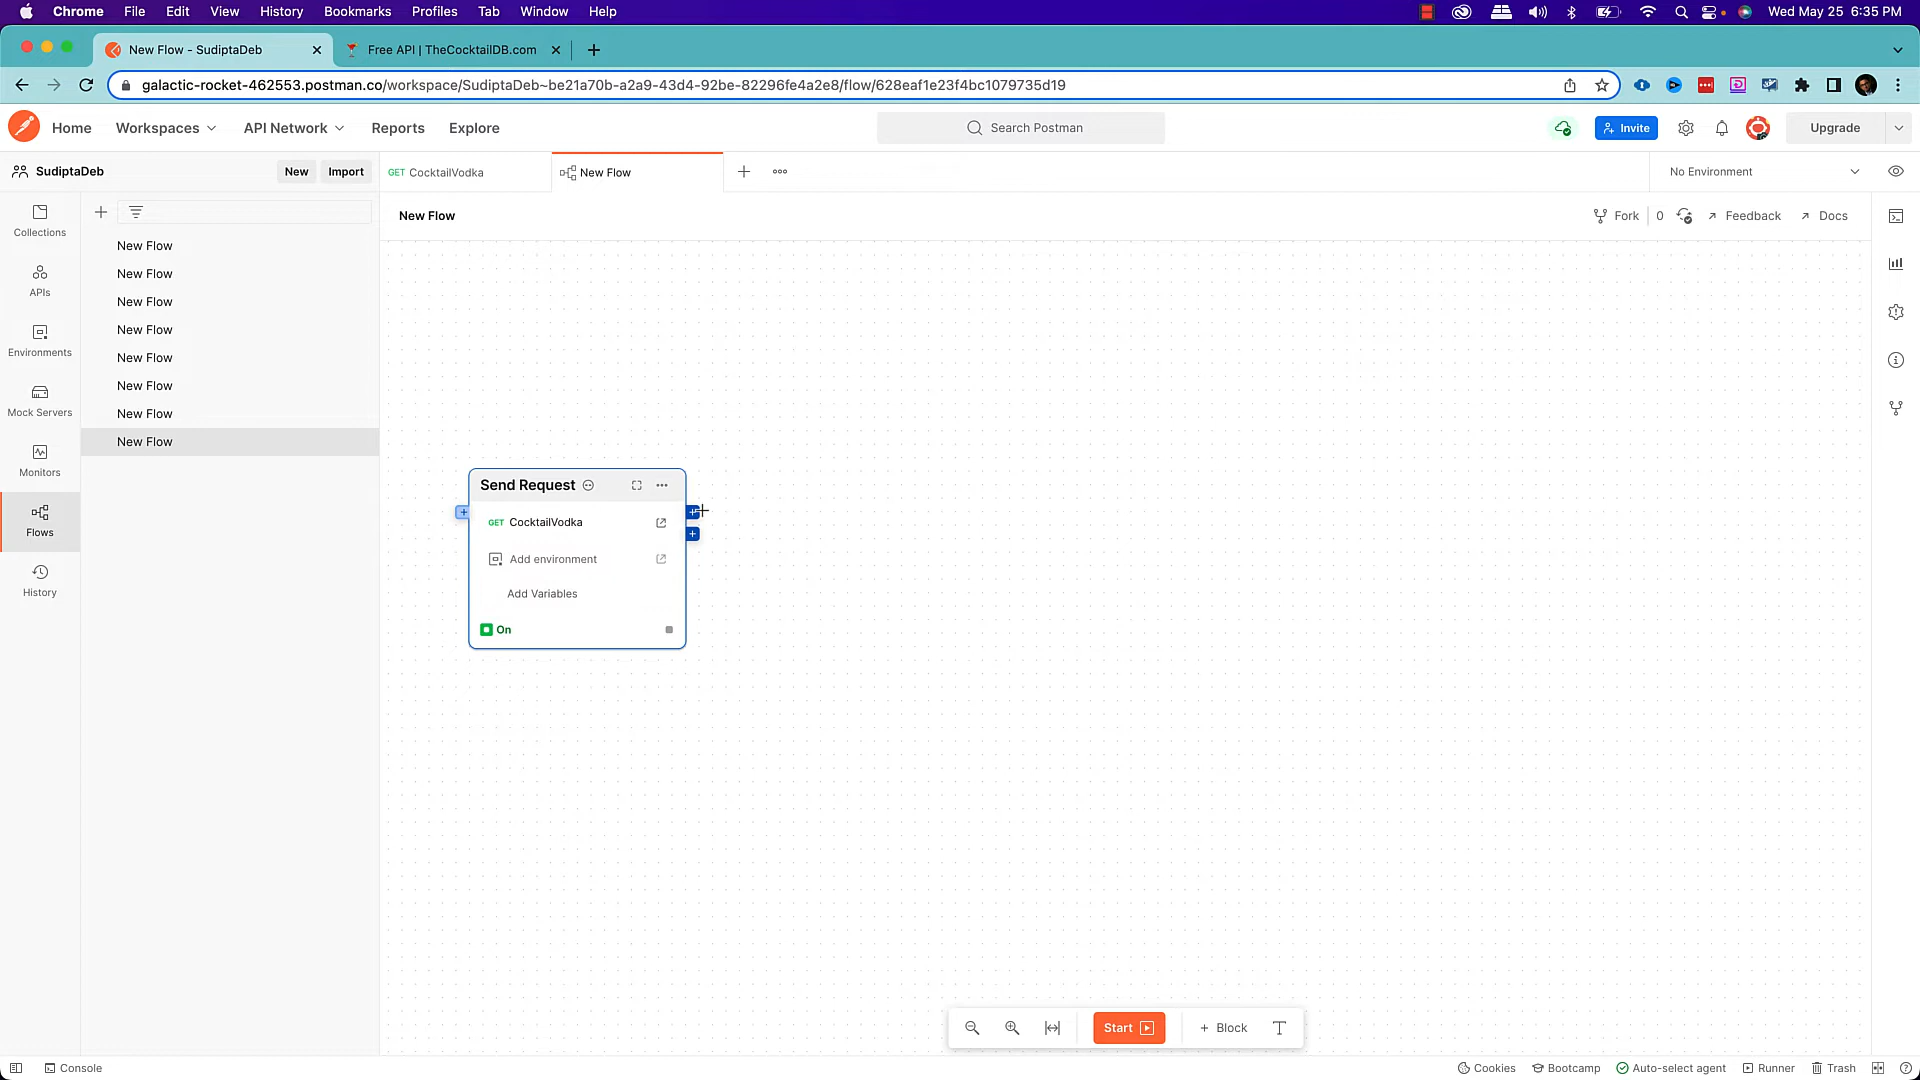 Chrome File Edit View History Bookmarks Profiles Tab Window Help Wed May 25 6:35 PM
New Flow - SudiptaDeb Free API | TheCocktailDB.com
galactic-rocket-462553.postman.co/workspace/SudiptaDeb~be21a70b-a2a9-43d4-92be-82296fe4a2e8/flow/628eaf1e23f4bc1079735d19
Home Workspaces API Network Reports Explore Search Postman Invite Upgrade
SudiptaDeb New Import GET CocktailVodka New Flow No Environment
New Flow Fork 0 Feedback Docs
Collections
APIs
Environments
Mock Servers
Monitors
Flows
History
New Flow
New Flow
New Flow
New Flow
New Flow
New Flow
New Flow
New Flow
Send Request
GET CocktailVodka
Add environment
Add Variables
On
Start + Block T
Console Cookies Bootcamp Auto-select agent Runner Trash